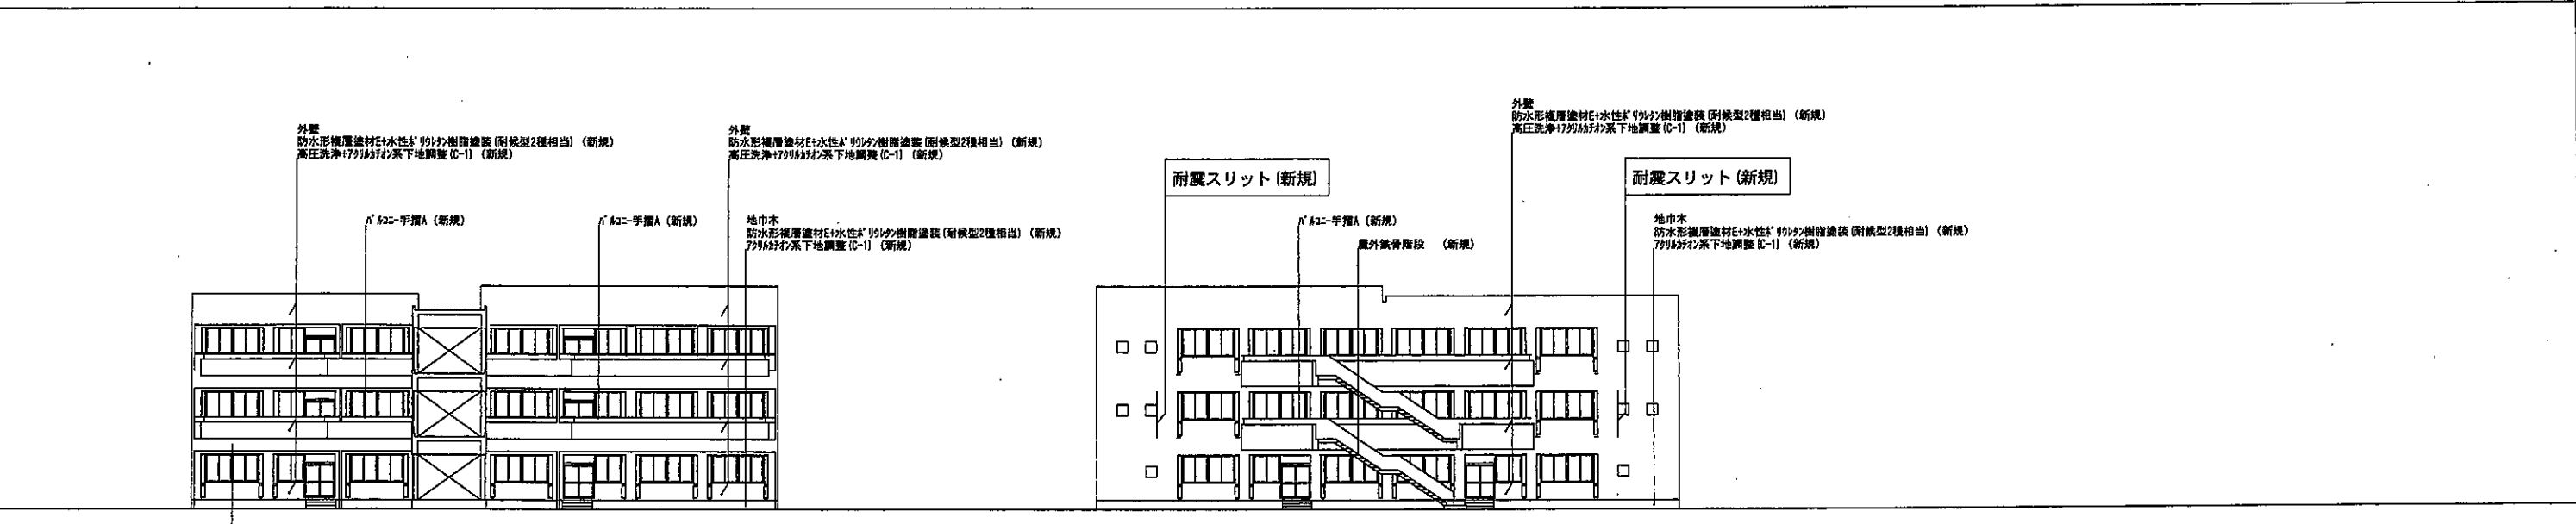 外壁
防水形複層塗材E+水性ﾎﾟﾘｳﾚﾀﾝ樹脂塗装(耐候型2種相当)（新規）
高圧洗浄+ｱｸﾘﾙｶﾁｵﾝ系下地調整(C-1)（新規）
ﾊﾞﾙｺﾆｰ手摺A（新規）
ﾊﾞﾙｺﾆｰ手摺A（新規）
外壁
防水形複層塗材E+水性ﾎﾟﾘｳﾚﾀﾝ樹脂塗装(耐候型2種相当)（新規）
高圧洗浄+ｱｸﾘﾙｶﾁｵﾝ系下地調整(C-1)（新規）
地巾木
防水形複層塗材E+水性ﾎﾟﾘｳﾚﾀﾝ樹脂塗装(耐候型2種相当)（新規）
ｱｸﾘﾙｶﾁｵﾝ系下地調整(C-1)（新規）
耐震スリット(新規)
ﾊﾞﾙｺﾆｰ手摺A（新規）
屋外鉄骨階段　（新規）
外壁
防水形複層塗材E+水性ﾎﾟﾘｳﾚﾀﾝ樹脂塗装(耐候型2種相当)（新規）
高圧洗浄+ｱｸﾘﾙｶﾁｵﾝ系下地調整(C-1)（新規）
耐震スリット(新規)
地巾木
防水形複層塗材E+水性ﾎﾟﾘｳﾚﾀﾝ樹脂塗装(耐候型2種相当)（新規）
ｱｸﾘﾙｶﾁｵﾝ系下地調整(C-1)（新規）